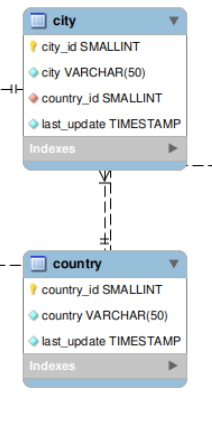 city
city_id SMALLINT
city VARCHAR(50)
country_id SMALLINT
last_update TIMESTAMP
Indexes
country
country_id SMALLINT
country VARCHAR(50)
last_update TIMESTAMP
Indexes